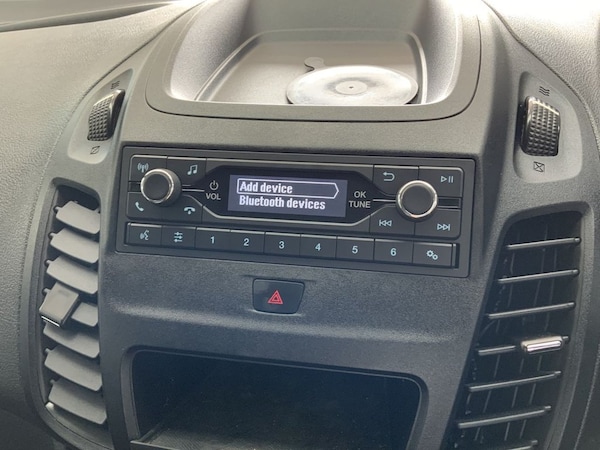 Add device
Bluetooth devices
VOL
OK
TUNE
1 2 3 4 5 6